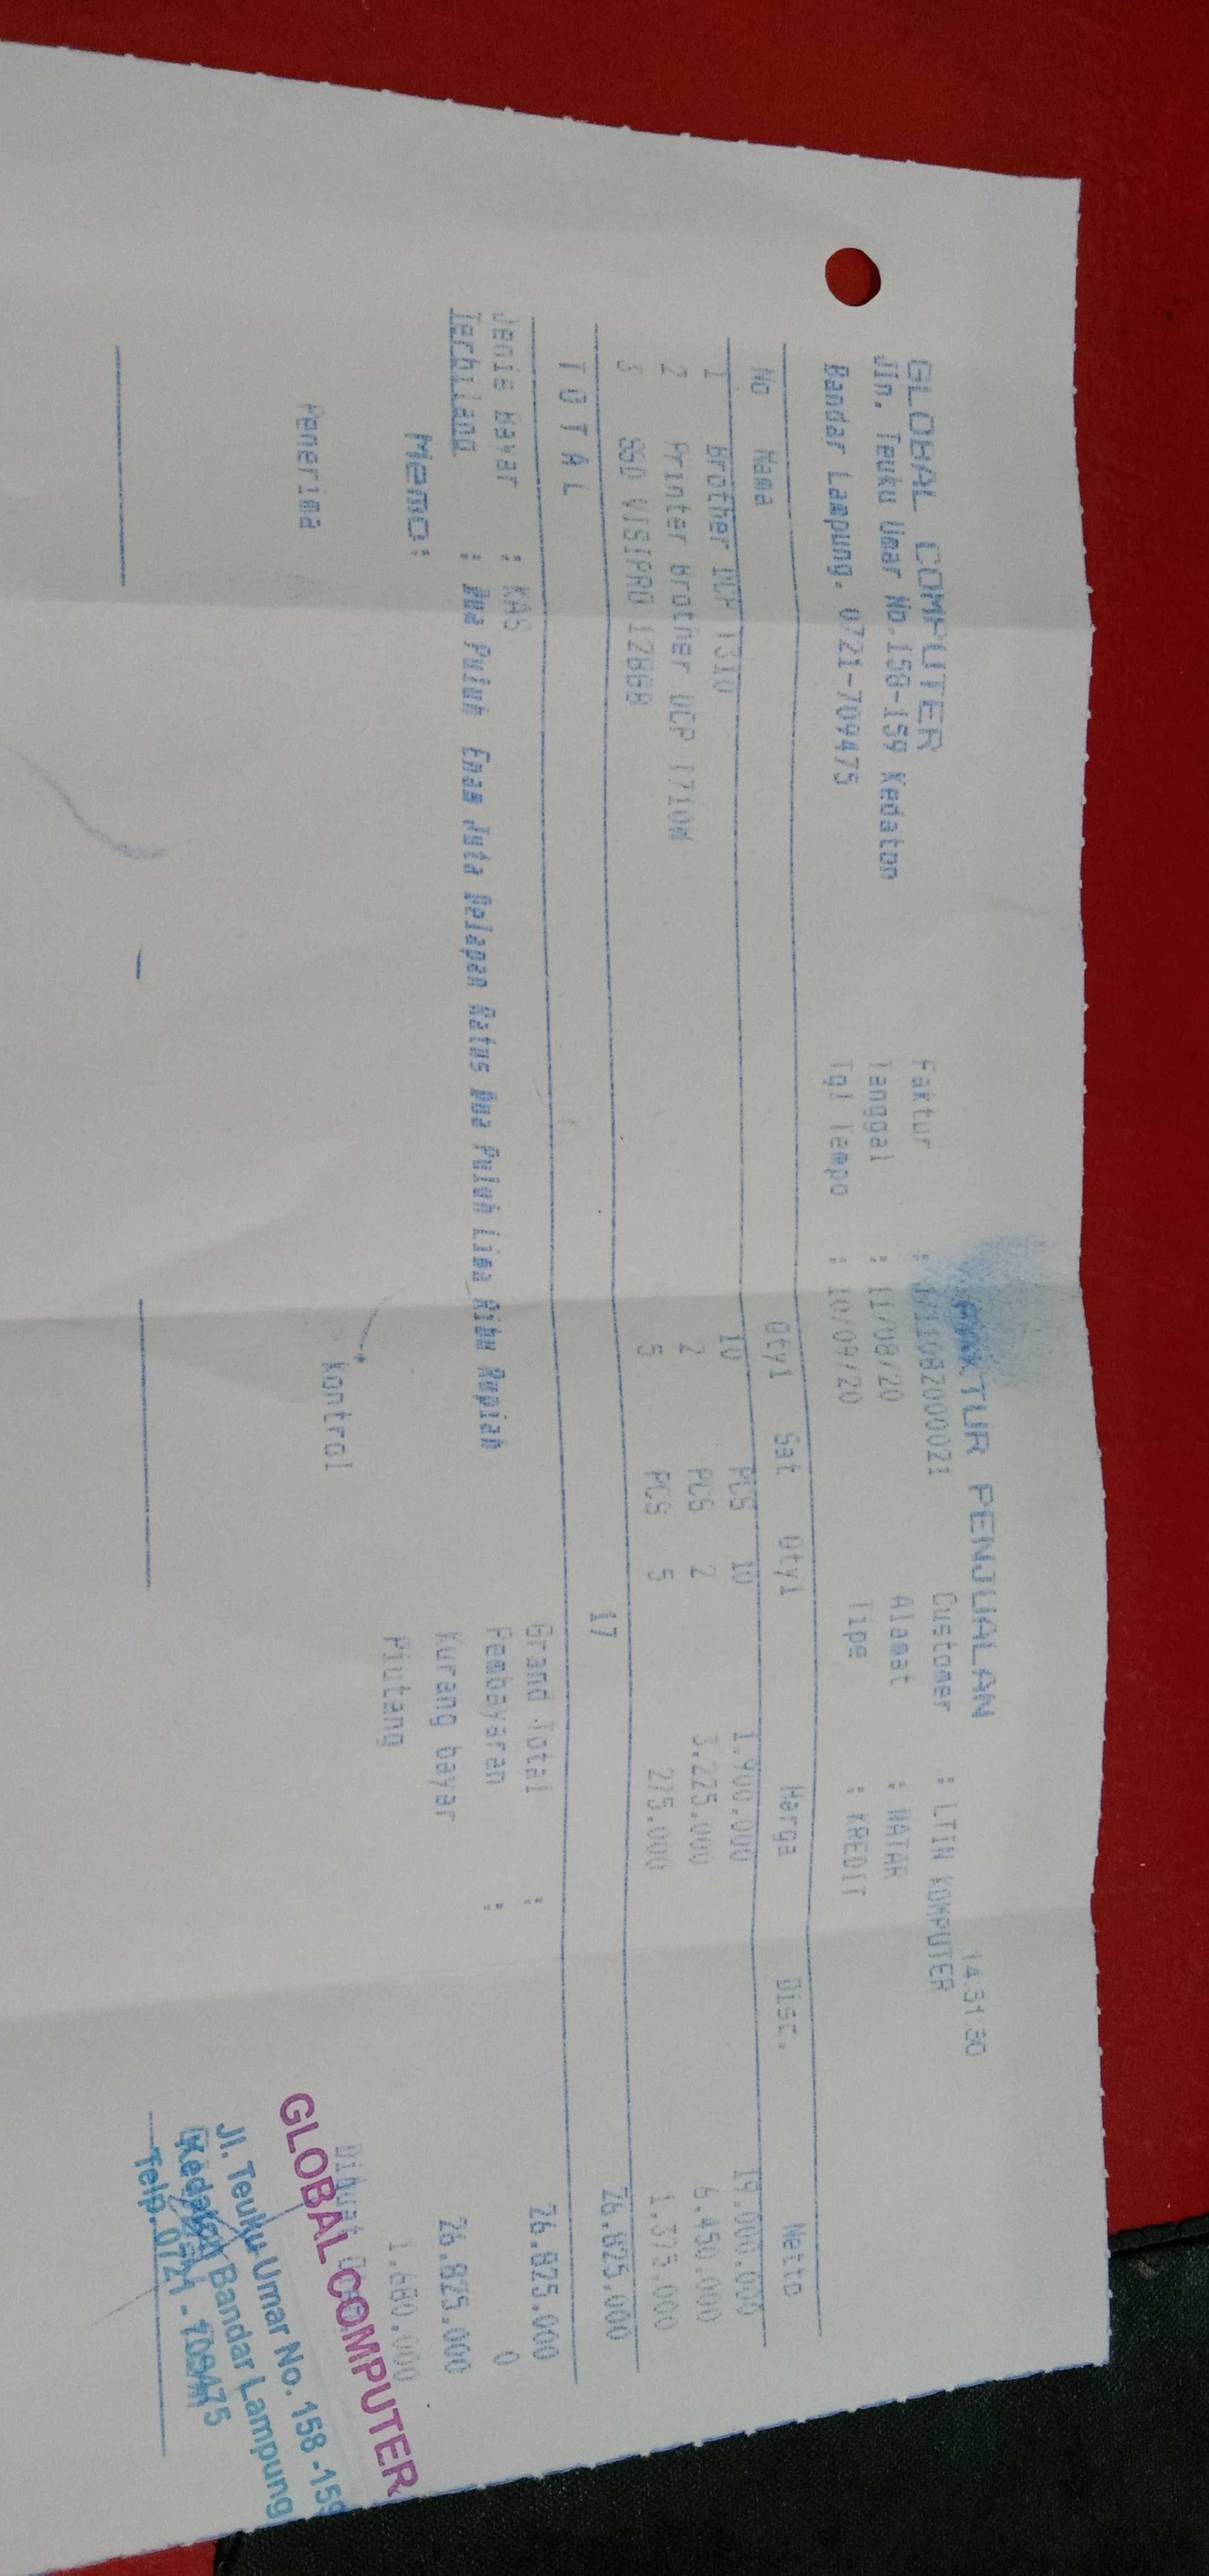 FAKTUR PENJUALAN 14.31.30
GLOBAL COMPUTER Faktur : Customer : LTIN KOMPUTER
Jln. Teuku Umar No.158-159 Kedaton Tanggal : 11/08/20 Alamat : NATAR
Bandar Lampung. 0721-709475 Tgl Tempo : 10/09/20 Tipe : KREDIT
No Nama Qty1 Sat Qty1 Harga Disc. Netto
1 Brother DCP T310 10 PCS 10 1.900.000 19.000.000
2 Printer Brother DCP T710W 2 PCS 2 3.225.000 6.450.000
3 SSD VISIPRO 128GB 5 PCS 5 275.000 1.375.000
T O T A L 17 26.825.000
Jenis Bayar : KAS Grand Total : 26.825.000
Terbilang : Dua Puluh Enam Juta Delapan Ratus Dua Puluh Lima Ribu Rupiah Pembayaran : 0
Kurang bayar 26.825.000
Memo: Piutang 1.680.000
Penerima Kontrol Dibuat
GLOBAL COMPUTER
Jl. Teuku Umar No. 158 -159
Kedaton Bandar Lampung
Telp. 0721 - 709475